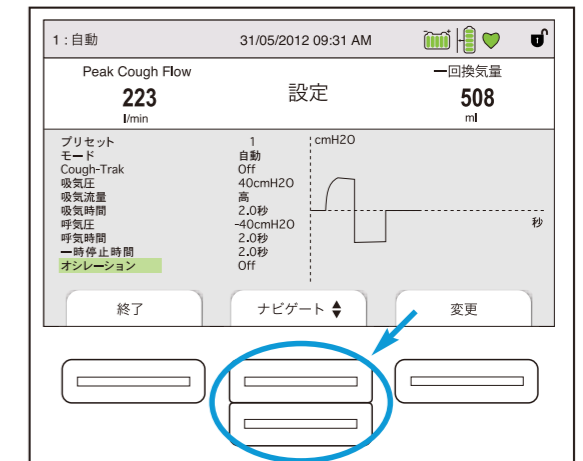 1 : 自動 31/05/2012 09:31 AM
Peak Cough Flow 設定 一回換気量
223 508
l/min ml
プリセット 1 cmH2O
モード 自動
Cough-Trak Off
吸気圧 40cmH2O
吸気流量 高
吸気時間 2.0秒
呼気圧 -40cmH2O 秒
呼気時間 2.0秒
一時停止時間 2.0秒
オシレーション Off
終了 ナビゲート 変更